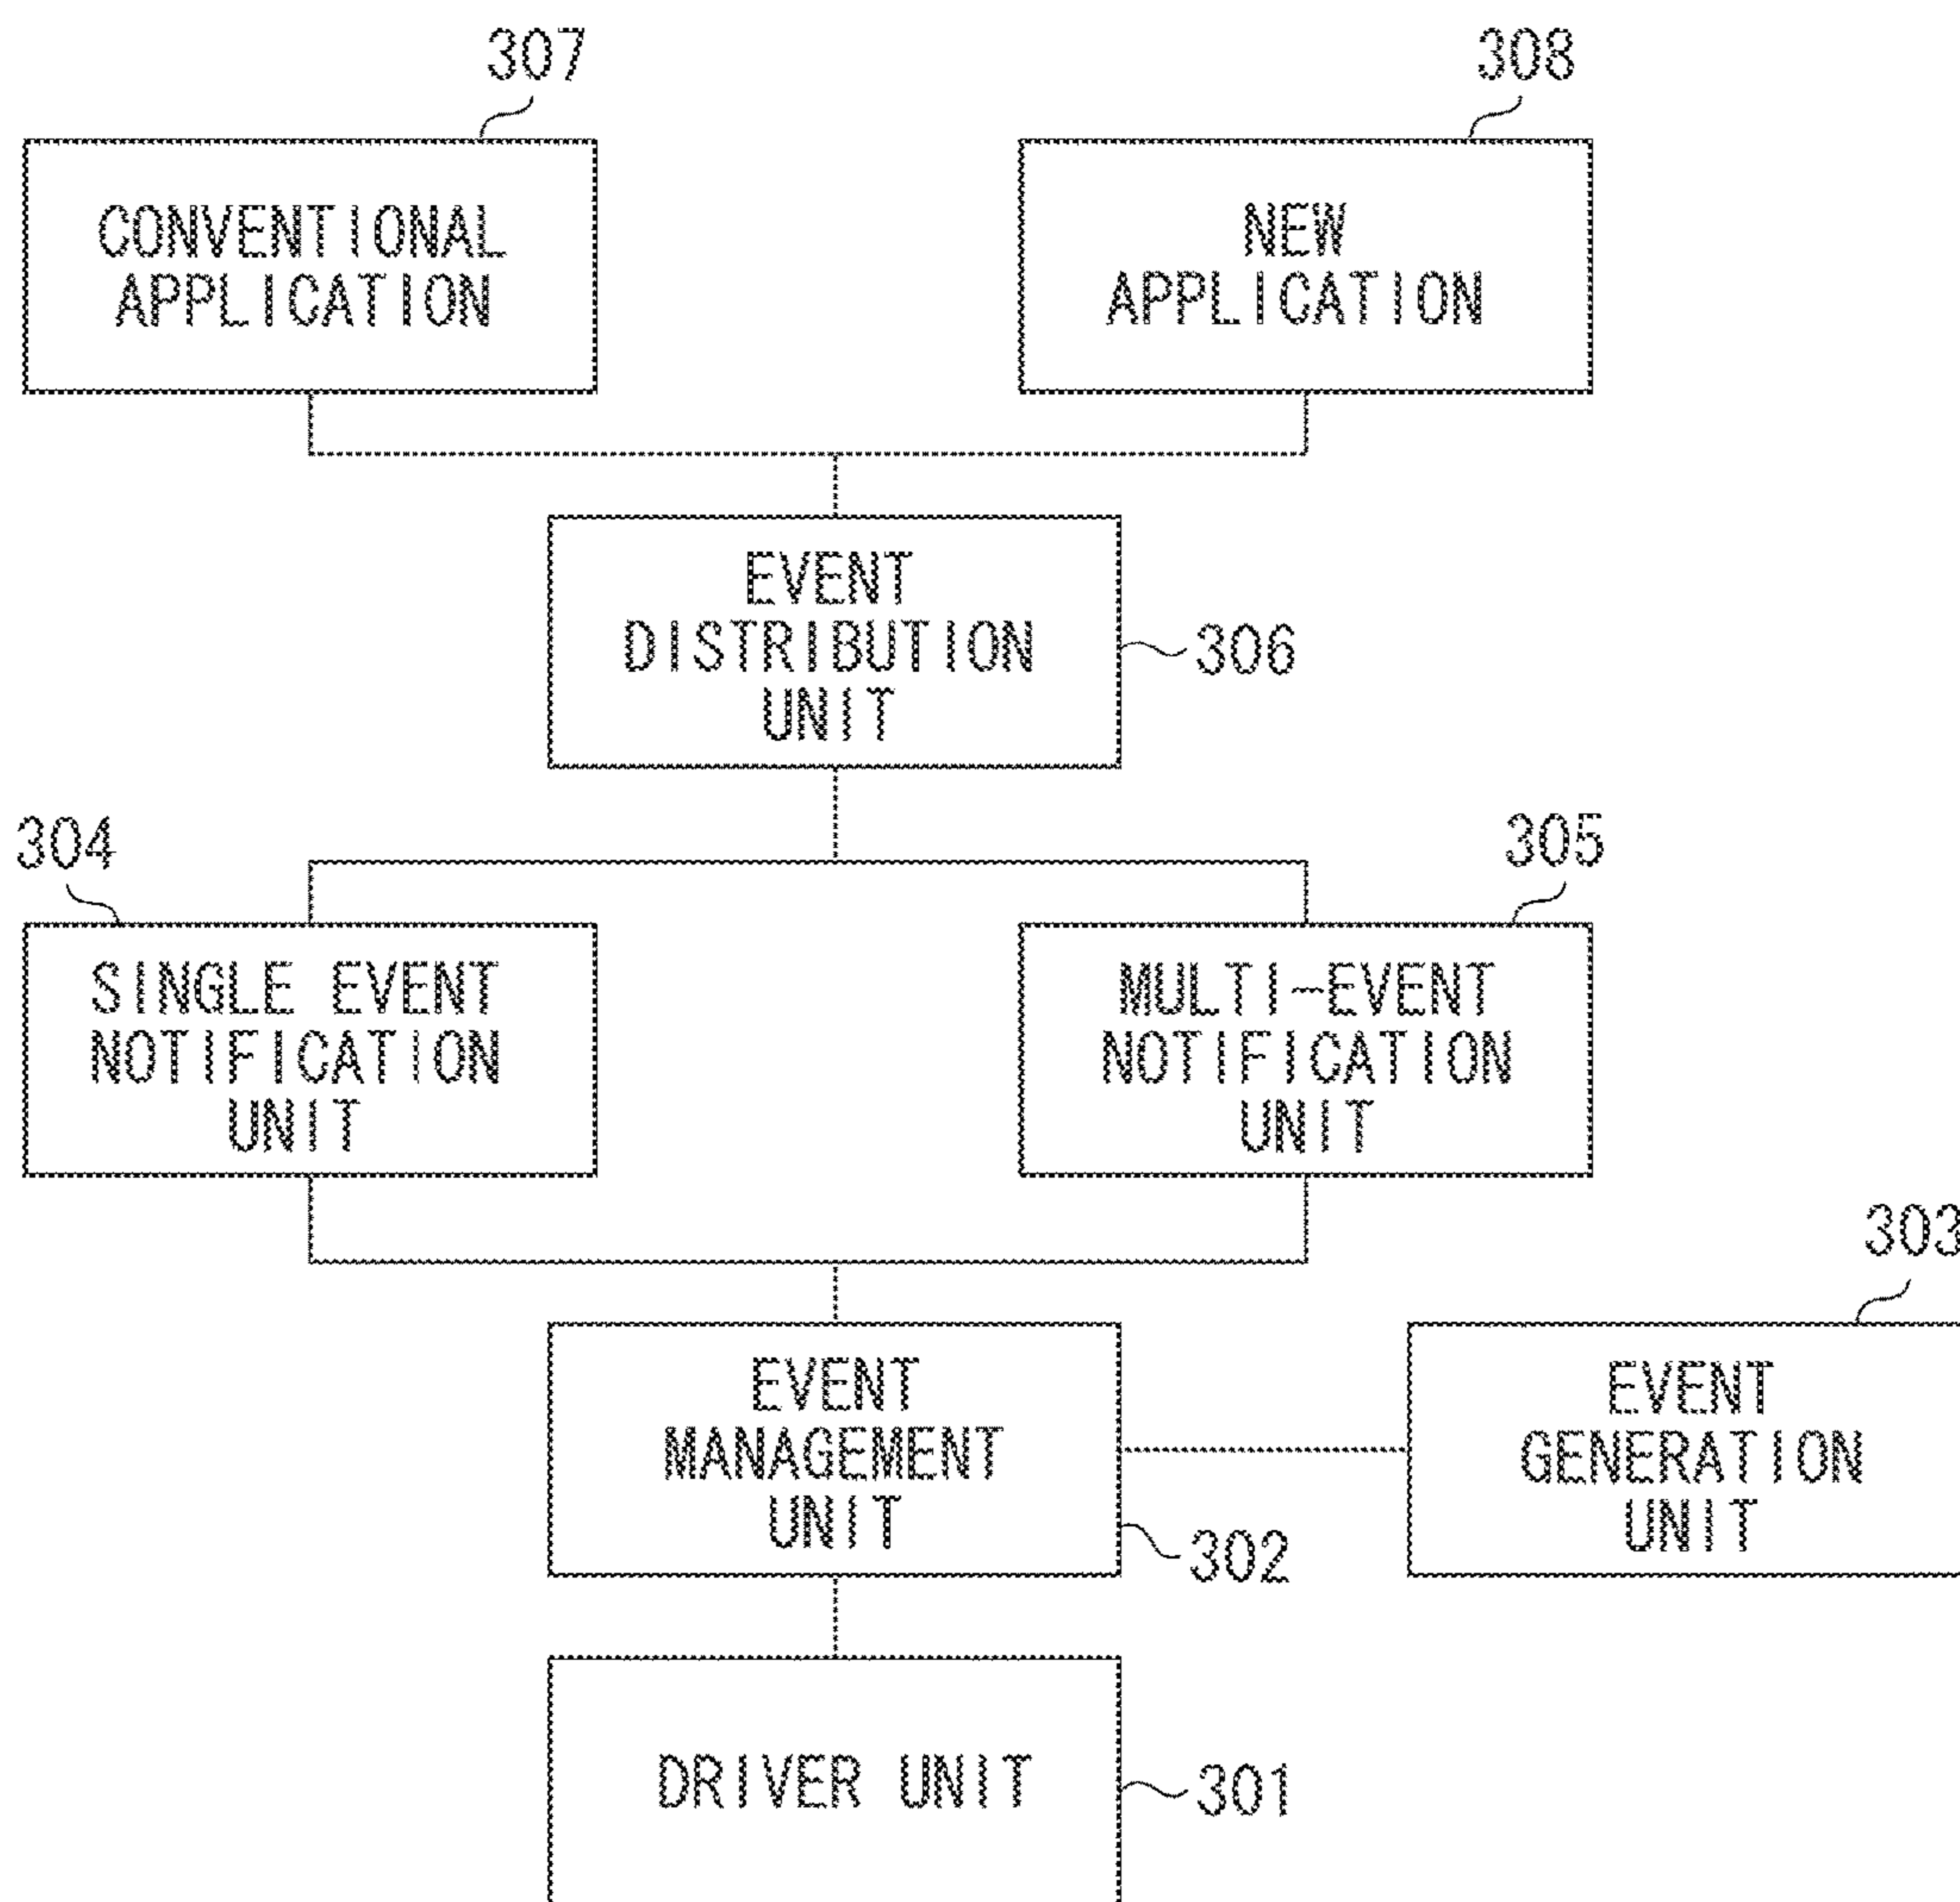 307
308
CONVENTIONAL
APPLICATION
NEW
APPLICATION
EVENT
DISTRIBUTION
UNIT
306
304
305
SINGLE EVENT
NOTIFICATION
UNIT
MULTI-EVENT
NOTIFICATION
UNIT
303
EVENT
MANAGEMENT
UNIT
302
EVENT
GENERATION
UNIT
DRIVER UNIT
301